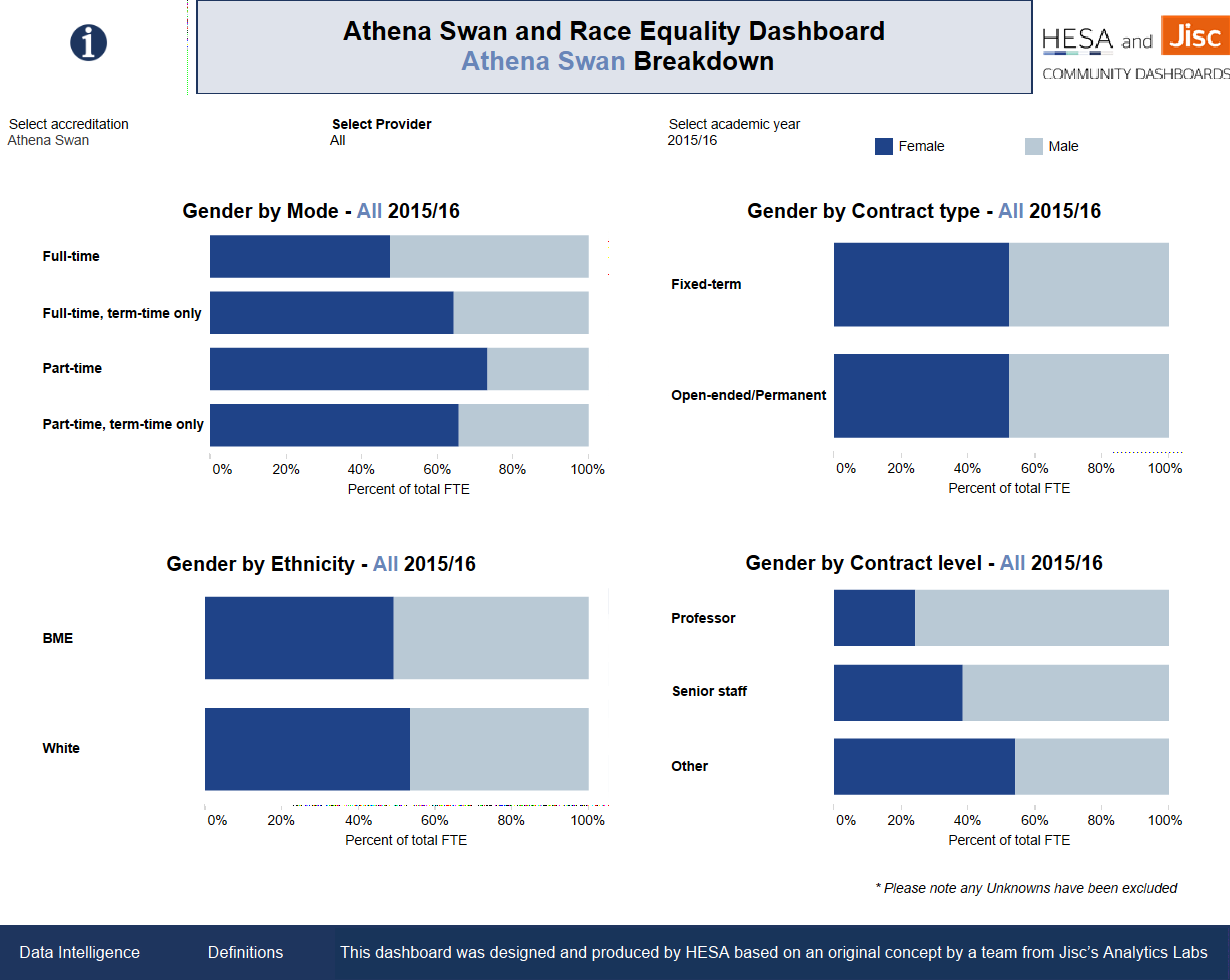 Athena Swan and Race Equality Dashboard
Athena Swan Breakdown
HESA and Jisc
COMMUNITY DASHBOARDS
Select accreditation
Athena Swan
Select Provider
All
Select academic year
2015/16
Female
Male
Gender by Mode - All 2015/16
Full-time
Full-time, term-time only
Part-time
Part-time, term-time only
0% 20% 40% 60% 80% 100%
Percent of total FTE
Gender by Contract type - All 2015/16
Fixed-term
Open-ended/Permanent
0% 20% 40% 60% 80% 100%
Percent of total FTE
Gender by Ethnicity - All 2015/16
BME
White
0% 20% 40% 60% 80% 100%
Percent of total FTE
Gender by Contract level - All 2015/16
Professor
Senior staff
Other
0% 20% 40% 60% 80% 100%
Percent of total FTE
* Please note any Unknowns have been excluded
Data Intelligence
Definitions
This dashboard was designed and produced by HESA based on an original concept by a team from Jisc's Analytics Labs